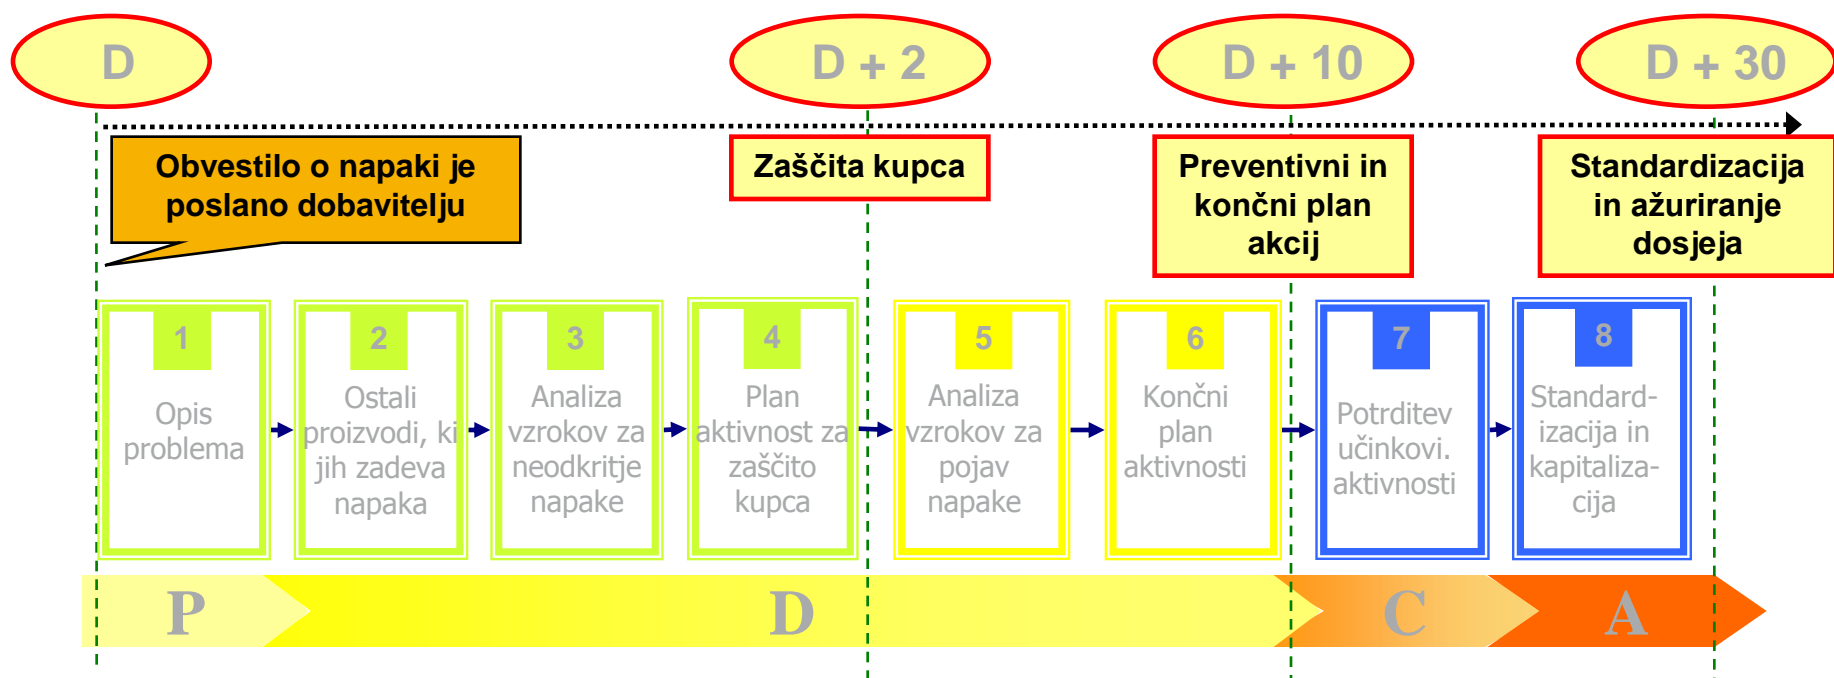 D
D + 2
D + 10
D + 30
Obvestilo o napaki je
poslano dobavitelju
Zaščita kupca
Preventivni in
končni plan
akcij
Standardizacija
in ažuriranje
dosjeja
1
Opis
problema
2
Ostali
proizvodi, ki
jih zadeva
napaka
3
Analiza
vzrokov za
neodkritje
napake
4
Plan
aktivnost za
zaščito
kupca
5
Analiza
vzrokov za
pojav
napake
6
Končni
plan
aktivnosti
7
Potrditev
učinkovi.
aktivnosti
8
Standard-
izacija in
kapitaliza-
cija
P
D
C
A